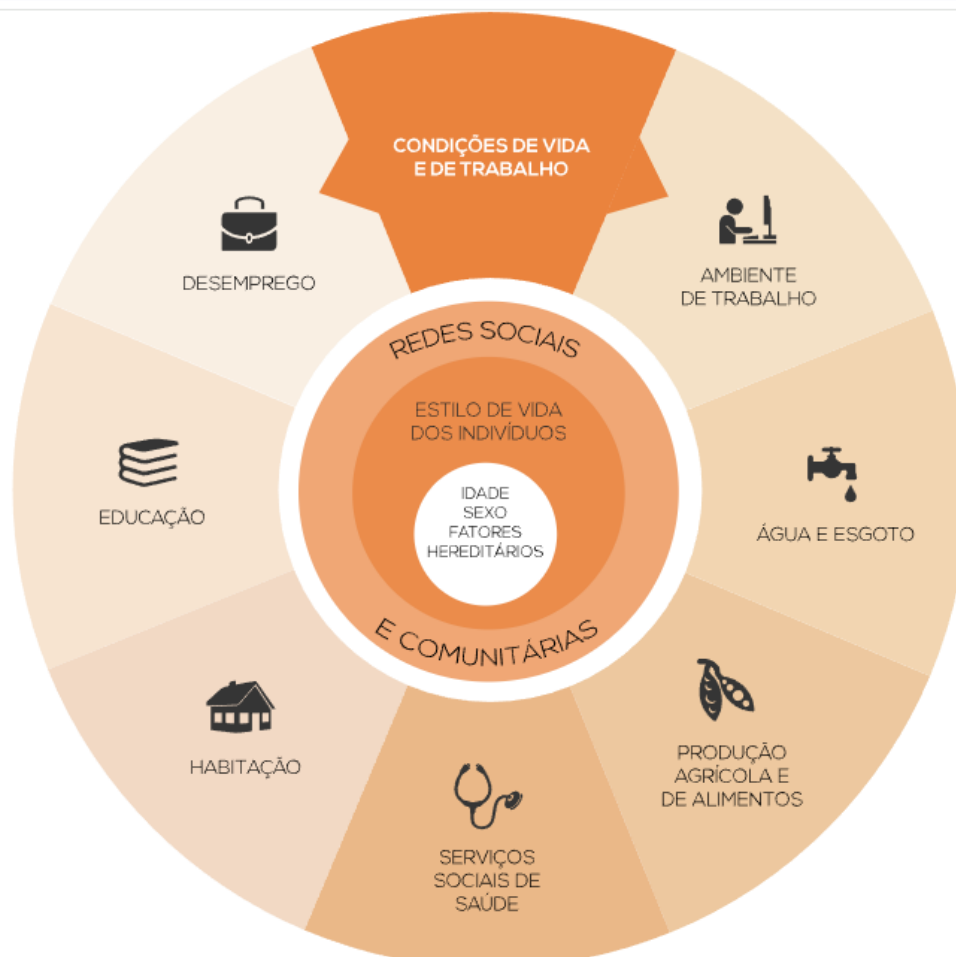 CONDIÇÕES DE VIDA
E DE TRABALHO
AMBIENTE
DE TRABALHO
ÁGUA E ESGOTO
PRODUÇÃO
AGRÍCOLA E
DE ALIMENTOS
SERVIÇOS
SOCIAIS DE
SAÚDE
HABITAÇÃO
EDUCAÇÃO
DESEMPREGO
REDES SOCIAIS
E COMUNITÁRIAS
ESTILO DE VIDA
DOS INDIVÍDUOS
IDADE
SEXO
FATORES
HEREDITÁRIOS